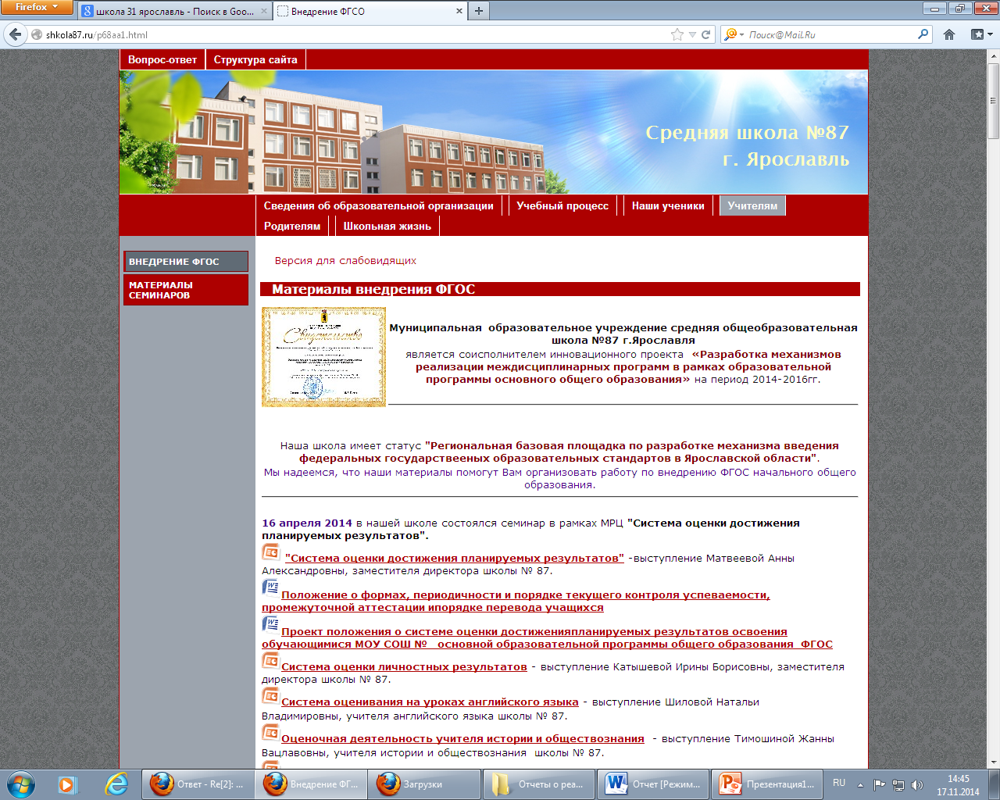 Firefox
школа 31 ярославль - Поиск в Goo...
Внедрение ФГСО
shkola87.ru/p68aa1.html
Поиск@Mail.Ru
Вопрос-ответ
Структура сайта
Средняя школа №87
г. Ярославль
Сведения об образовательной организации
Учебный процесс
Наши ученики
Учителям
Родителям
Школьная жизнь
ВНЕДРЕНИЕ ФГОС
МАТЕРИАЛЫ
СЕМИНАРОВ
Версия для слабовидящих
Материалы внедрения ФГОС
Свидетельство
Муниципальная образовательное учреждение средняя общеобразовательная
школа №87 г.Ярославля
является соисполнителем инновационного проекта «Разработка механизмов
реализации междисциплинарных программ в рамках образовательной
программы основного общего образования» на период 2014-2016гг.
Наша школа имеет статус "Региональная базовая площадка по разработке механизма введения
федеральных государствееных образовательных стандартов в Ярославской области".
Мы надеемся, что наши материалы помогут Вам организовать работу по внедрению ФГОС начального общего
образования.
16 апреля 2014 в нашей школе состоялся семинар в рамках МРЦ "Система оценки достижения
планируемых результатов".
"Система оценки достижения планируемых результатов" -выступление Матвеевой Анны
Александровны, заместителя директора школы № 87.
Положение о формах, периодичности и порядке текущего контроля успеваемости,
промежуточной аттестации ипорядке перевода учащихся
Проект положения о системе оценки достиженияпланируемых результатов освоения
обучающимися МОУ СОШ № основной образовательной программы общего образования ФГОС
Система оценки личностных результатов - выступление Катышевой Ирины Борисовны, заместителя
директора школы № 87.
Система оценивания на уроках английского языка - выступление Шиловой Натальи
Владимировны, учителя английского языка школы № 87.
Оценочная деятельность учителя истории и обществознания - выступление Тимошиной Жанны
Вацлавовны, учителя истории и обществознания школы № 87.
Ответ - Re[2]: ...
Внедрение ФГ...
Загрузки
Отчеты о реа...
Отчет [Режим...
Презентация1...
RU
14:45
17.11.2014